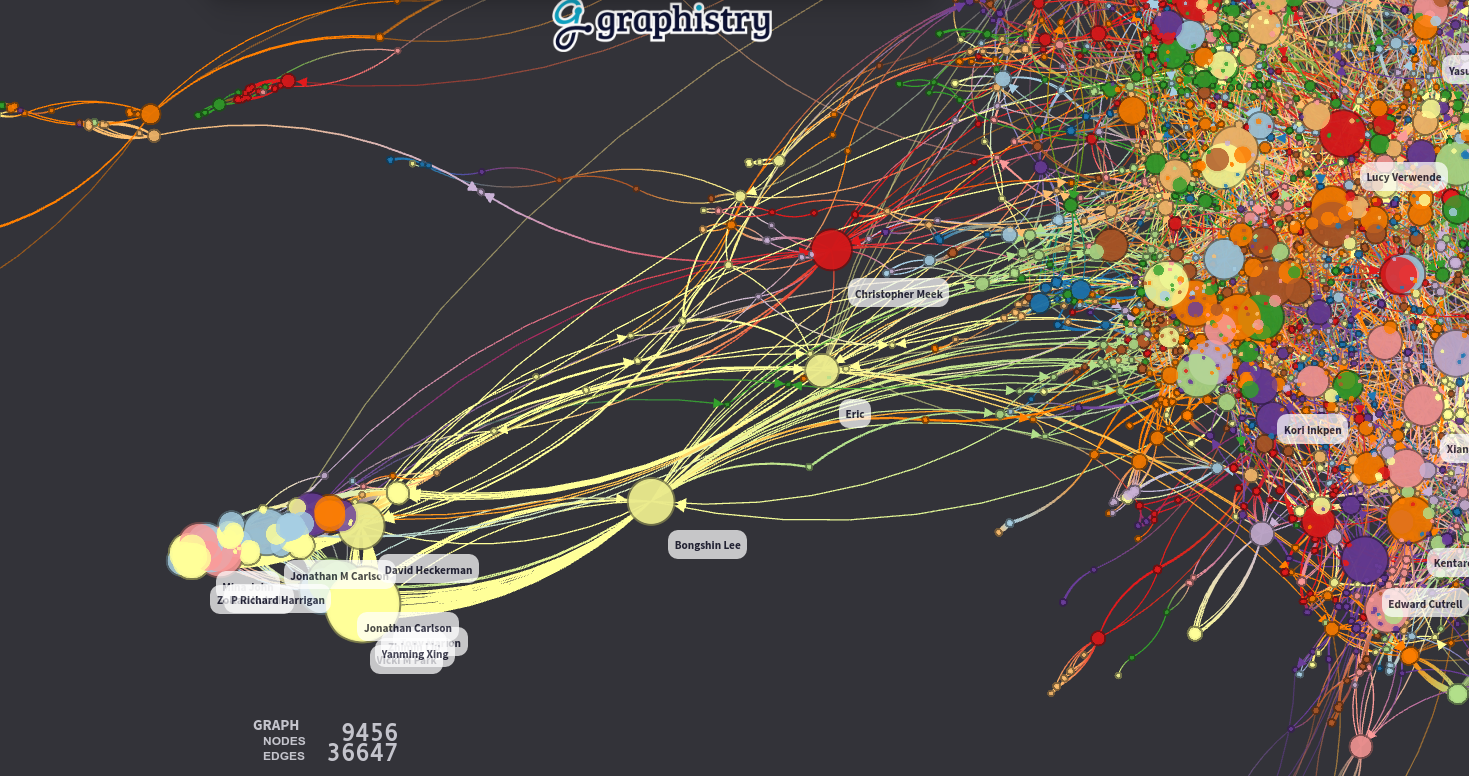 graphistry
Yasu
Lucy Verwende
Christopher Meek
Eric
Kori Inkpen
Xian
Bongshin Lee
David Heckerman
Jonathan M Carlson
P Richard Harrigan
Kentar
Edward Cutrell
Jonathan Carlson
Yanming Xing
Vicki M Park
GRAPH
NODES 9456
EDGES 36647